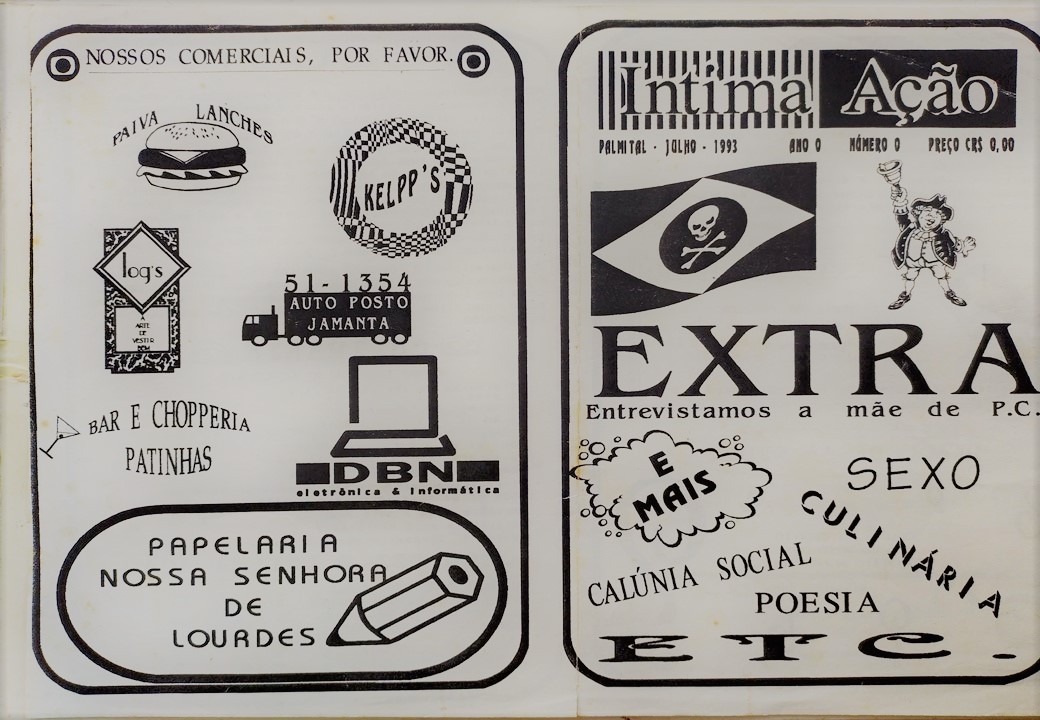 NOSSOS COMERCIAIS, POR FAVOR.
PAIVA LANCHES
KELPP'S
log's
A
ARTE
DE
VESTIR
BEM
51-1354
AUTO POSTO
JAMANTA
BAR E CHOPPERIA
PATINHAS
DBN
eletrônica & informática
PAPELARIA
NOSSA SENHORA
DE
LOURDES
Intima Ação
PALMITAL - JULHO - 1993 ANO 0 NÚMERO 0 PREÇO CR$ 0,00
EXTRA
Entrevistamos a mãe de P.C.
E
MAIS
SEXO
CULINÁRIA
CALÚNIA SOCIAL
POESIA
ETC.